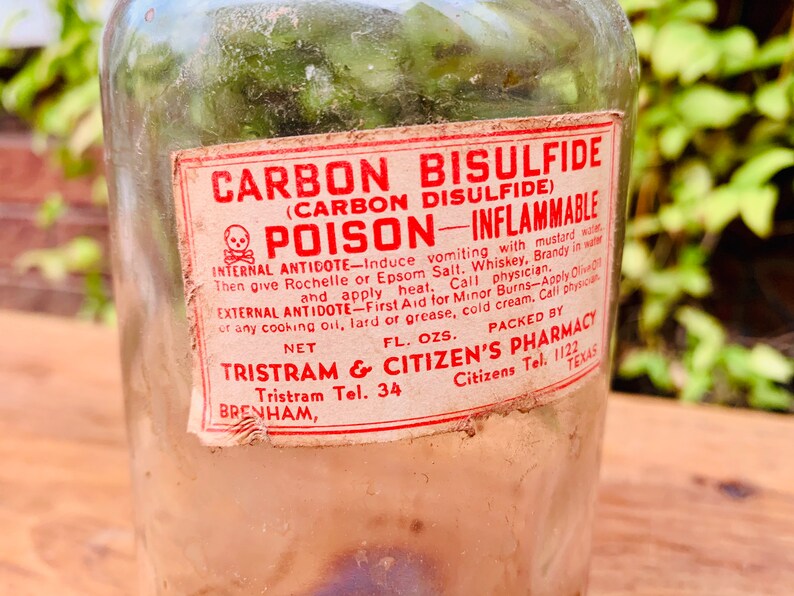 CARBON BISULFIDE
(CARBON DISULFIDE)
POISON—INFLAMMABLE
INTERNAL ANTIDOTE—Induce vomiting with mustard water.
Then give Rochelle or Epsom Salt, Whiskey, Brandy in water
and apply heat. Call physician.
EXTERNAL ANTIDOTE—First Aid for Minor Burns—Apply Olive Oil
or any cooking oil, lard or grease, cold cream. Call physician.
NET FL. OZS. PACKED BY
TRISTRAM & CITIZEN'S PHARMACY
Tristram Tel. 34 Citizens Tel. 1122
BRENHAM, TEXAS